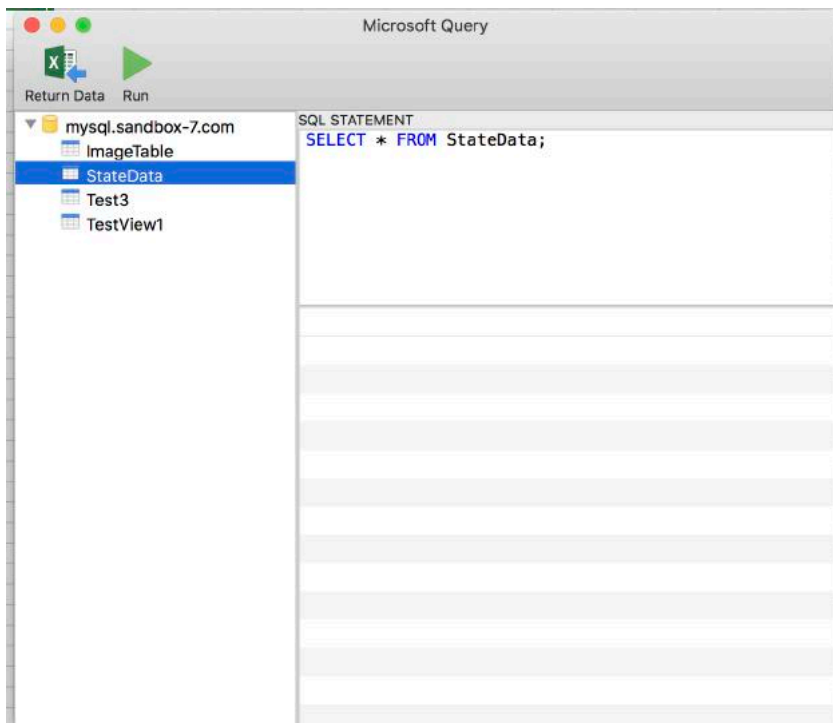 Microsoft Query
Return Data Run
mysql.sandbox-7.com
ImageTable
StateData
Test3
TestView1
SQL STATEMENT
SELECT * FROM StateData;